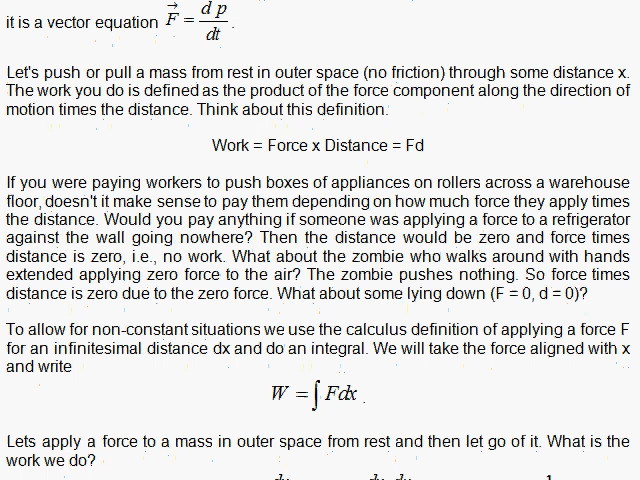 it is a vector equation F⃗ = dp/dt .
Let's push or pull a mass from rest in outer space (no friction) through some distance x.
The work you do is defined as the product of the force component along the direction of
motion times the distance. Think about this definition.
Work = Force x Distance = Fd
If you were paying workers to push boxes of appliances on rollers across a warehouse
floor, doesn't it make sense to pay them depending on how much force they apply times
the distance. Would you pay anything if someone was applying a force to a refrigerator
against the wall going nowhere? Then the distance would be zero and force times
distance is zero, i.e., no work. What about the zombie who walks around with hands
extended applying zero force to the air? The zombie pushes nothing. So force times
distance is zero due to the zero force. What about some lying down (F = 0, d = 0)?
To allow for non-constant situations we use the calculus definition of applying a force F
for an infinitesimal distance dx and do an integral. We will take the force aligned with x
and write
W = ∫ Fdx .
Lets apply a force to a mass in outer space from rest and then let go of it. What is the
work we do?